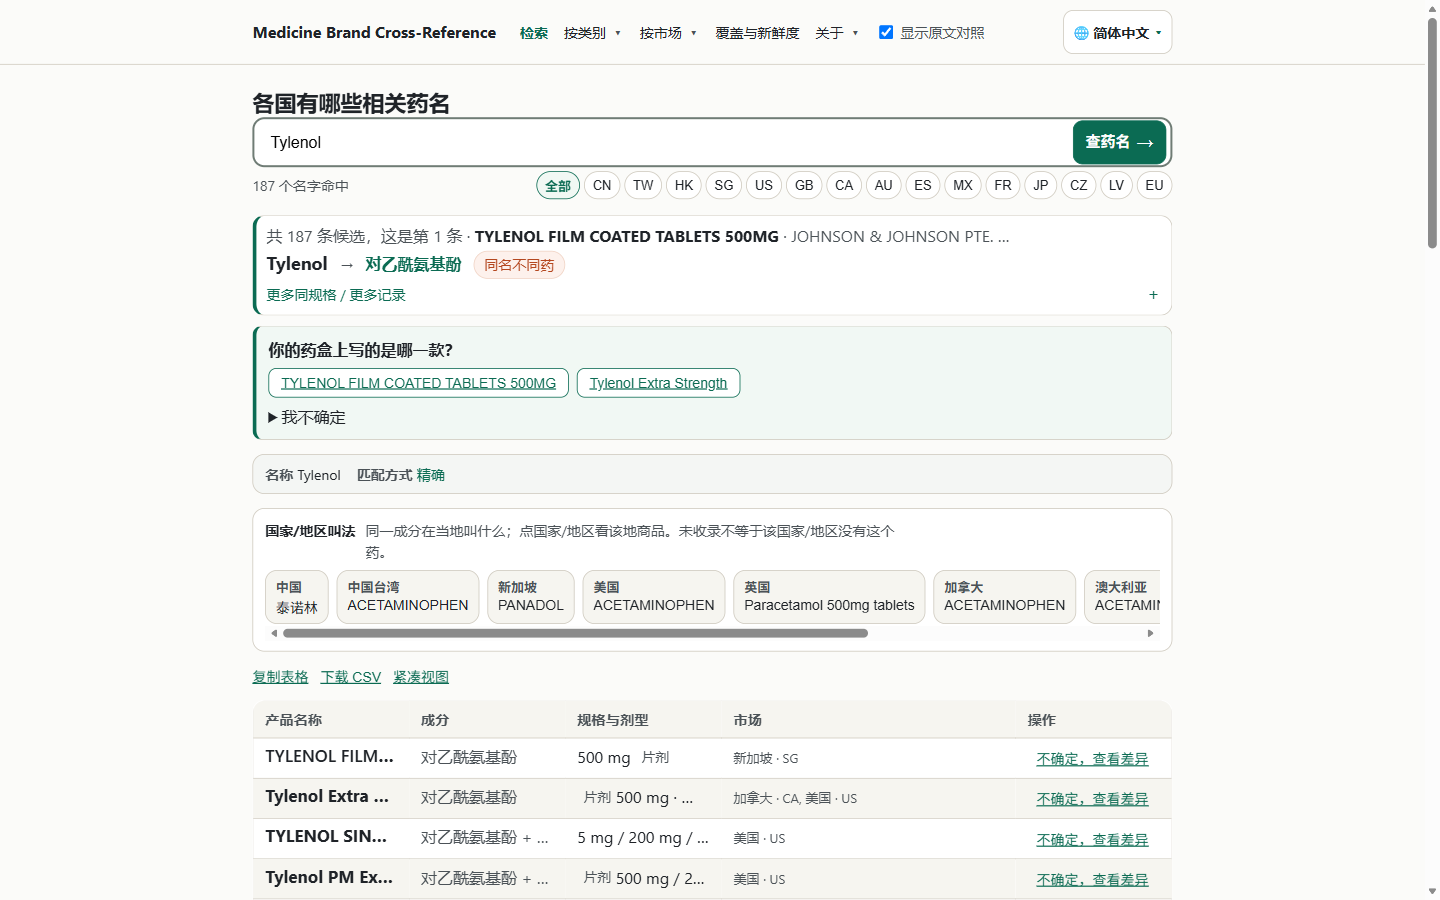 Medicine Brand Cross-Reference 检索 按类别 ▾ 按市场 ▾ 覆盖与新鲜度 关于 ▾ 显示原文对照 简体中文 ▾
各国有哪些相关药名
Tylenol 查药名 →
187 个名字命中 全部 CN TW HK SG US GB CA AU ES MX FR JP CZ LV EU
共 187 条候选，这是第 1 条 · TYLENOL FILM COATED TABLETS 500MG · JOHNSON & JOHNSON PTE. ...
Tylenol → 对乙酰氨基酚 同名不同药
更多同规格 / 更多记录 +
你的药盒上写的是哪一款？
TYLENOL FILM COATED TABLETS 500MG Tylenol Extra Strength
▶ 我不确定
名称 Tylenol 匹配方式 精确
国家/地区叫法 同一成分在当地叫什么；点国家/地区看该地商品。未收录不等于该国家/地区没有这个
药。
中国 中国台湾 新加坡 美国 英国 加拿大 澳大利亚
泰诺林 ACETAMINOPHEN PANADOL ACETAMINOPHEN Paracetamol 500mg tablets ACETAMINOPHEN ACETAMIN
复制表格 下载 CSV 紧凑视图
产品名称 成分 规格与剂型 市场 操作
TYLENOL FILM... 对乙酰氨基酚 500 mg 片剂 新加坡 · SG 不确定，查看差异
Tylenol Extra ... 对乙酰氨基酚 片剂 500 mg · ... 加拿大 · CA, 美国 · US 不确定，查看差异
TYLENOL SIN... 对乙酰氨基酚 + ... 5 mg / 200 mg / ... 美国 · US 不确定，查看差异
Tylenol PM Ex... 对乙酰氨基酚 + ... 片剂 500 mg / 2... 美国 · US 不确定，查看差异